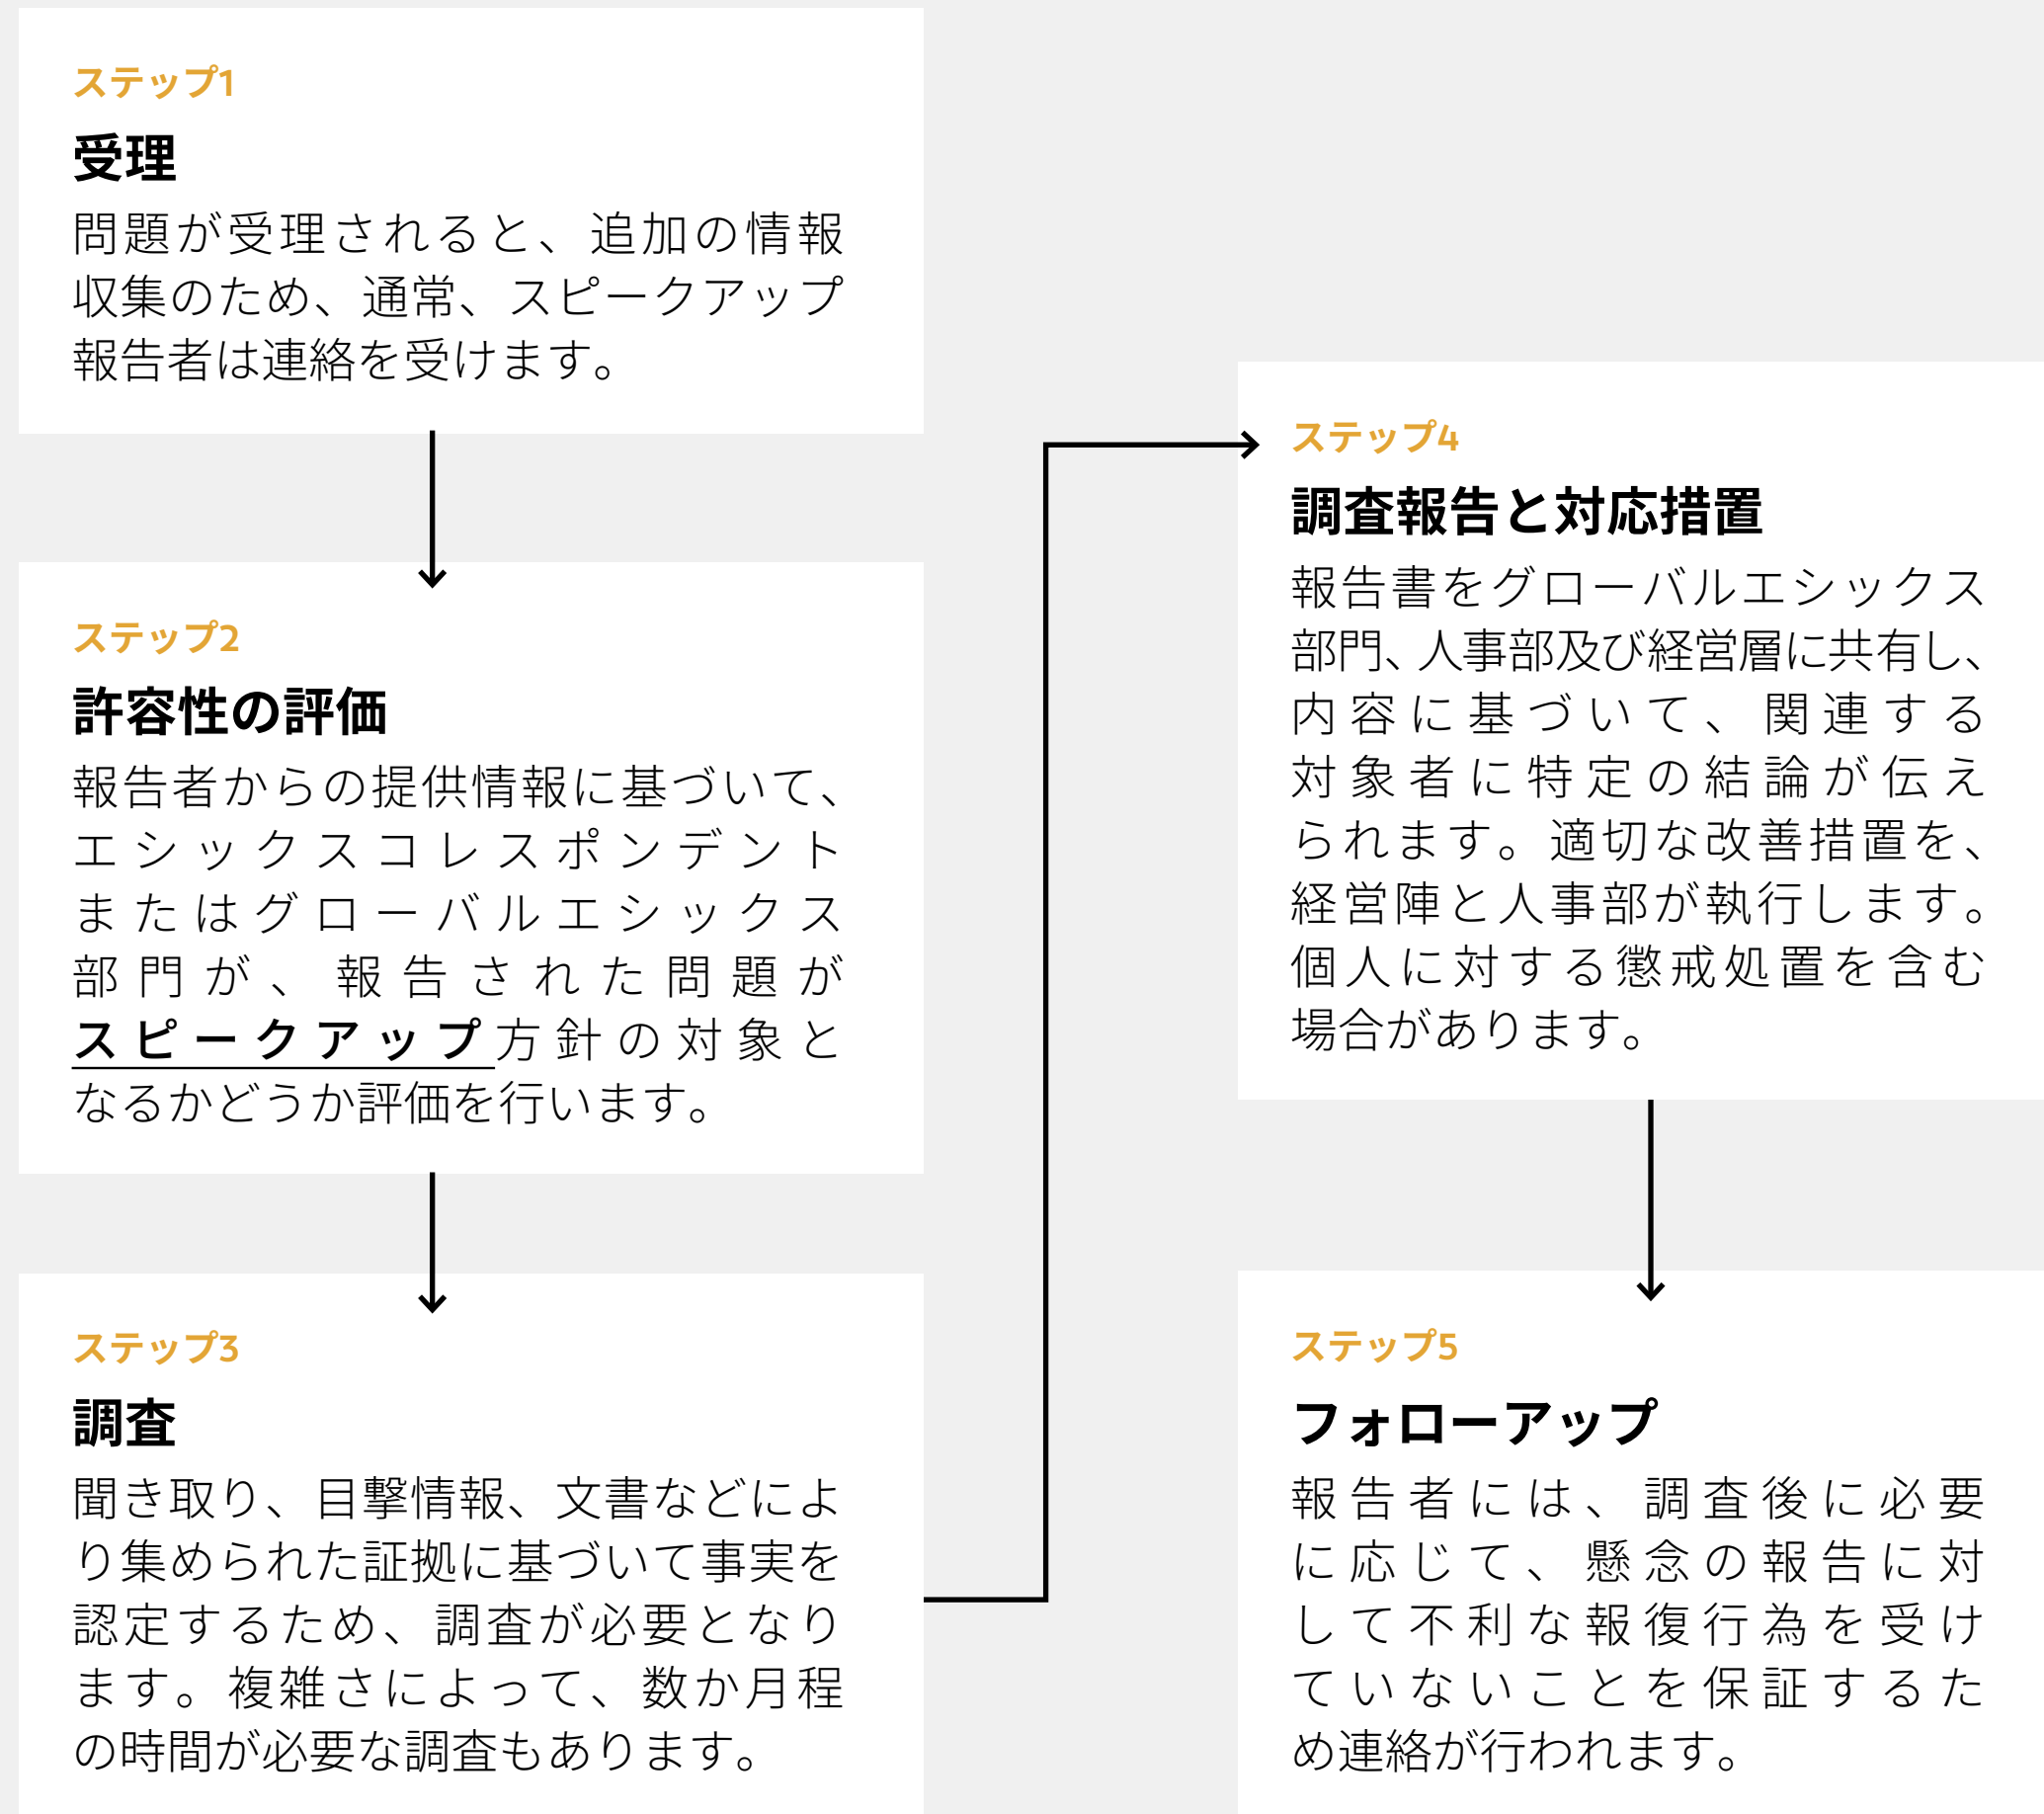 ステップ1
受理
問題が受理されると、追加の情報
収集のため、通常、スピークアップ
報告者は連絡を受けます。
ステップ2
許容性の評価
報告者からの提供情報に基づいて、
エシックコレスポンデント
またはグローバルエシックス
部門が、報告された問題が
スピークアップ方針の対象と
なるかどうか評価を行います。
ステップ3
調査
聞き取り、目撃情報、文書などによ
り集められた証拠に基づいて事実を
認定するため、調査が必要となり
ます。複雑さによって、数か月程
の時間が必要な調査もあります。
ステップ4
調査報告と対応措置
報告書をグローバルエシックス
部門、人事部及び経営層に共有し、
内容に基づいて、関連する
対象者に特定の結論が伝え
られます。適切な改善措置を、
経営陣と人事部が執行します。
個人に対する懲戒処置を含む
場合があります。
ステップ5
フォローアップ
報告者には、調査後に必要
に応じて、懸念の報告に対
して不利な報復行為を受け
ていないことを保証するた
め連絡が行われます。